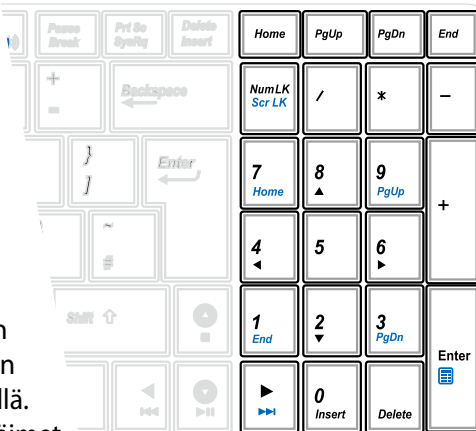 Pause Break
Prt Sc SysRq
Delete Insert
Home
PgUp
PgDn
End
+
=
Backspace
NumLK
Scr LK
/
*
−
}
]
Enter
7
Home
8
9
PgUp
+
~
#
4
5
6
Shift
1
End
2
3
PgDn
Enter
llä.
0
Insert
Delete